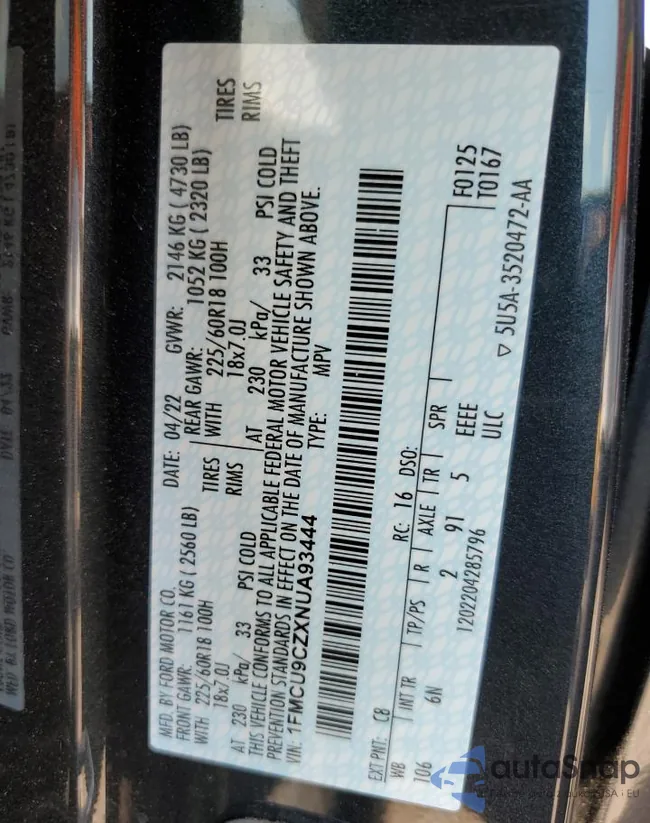 MFD. BY FORD MOTOR CO.
DATE: 04/22 GVWR: 2146 KG ( 4730 LB)
FRONT GAWR: 1161 KG ( 2560 LB) REAR GAWR: 1052 KG ( 2320 LB)
WITH 225/60R18 100H TIRES WITH 225/60R18 100H TIRES
18x7.0J RIMS 18x7.0J RIMS
AT 230 kPa/ 33 PSI COLD AT 230 kPa/ 33 PSI COLD
THIS VEHICLE CONFORMS TO ALL APPLICABLE FEDERAL MOTOR VEHICLE SAFETY AND THEFT
PREVENTION STANDARDS IN EFFECT ON THE DATE OF MANUFACTURE SHOWN ABOVE.
VIN: 1FMCU9CZXNUA93444 TYPE: MPV
EXT PNT: C8 RC: 16 DSO: F0125
WB INT TR TP/PS R AXLE TR SPR T0167
106 6N 2 91 5 EEEE
ULC
1202204285796 ▽ 5U5A-3520472-AA
autaSnap